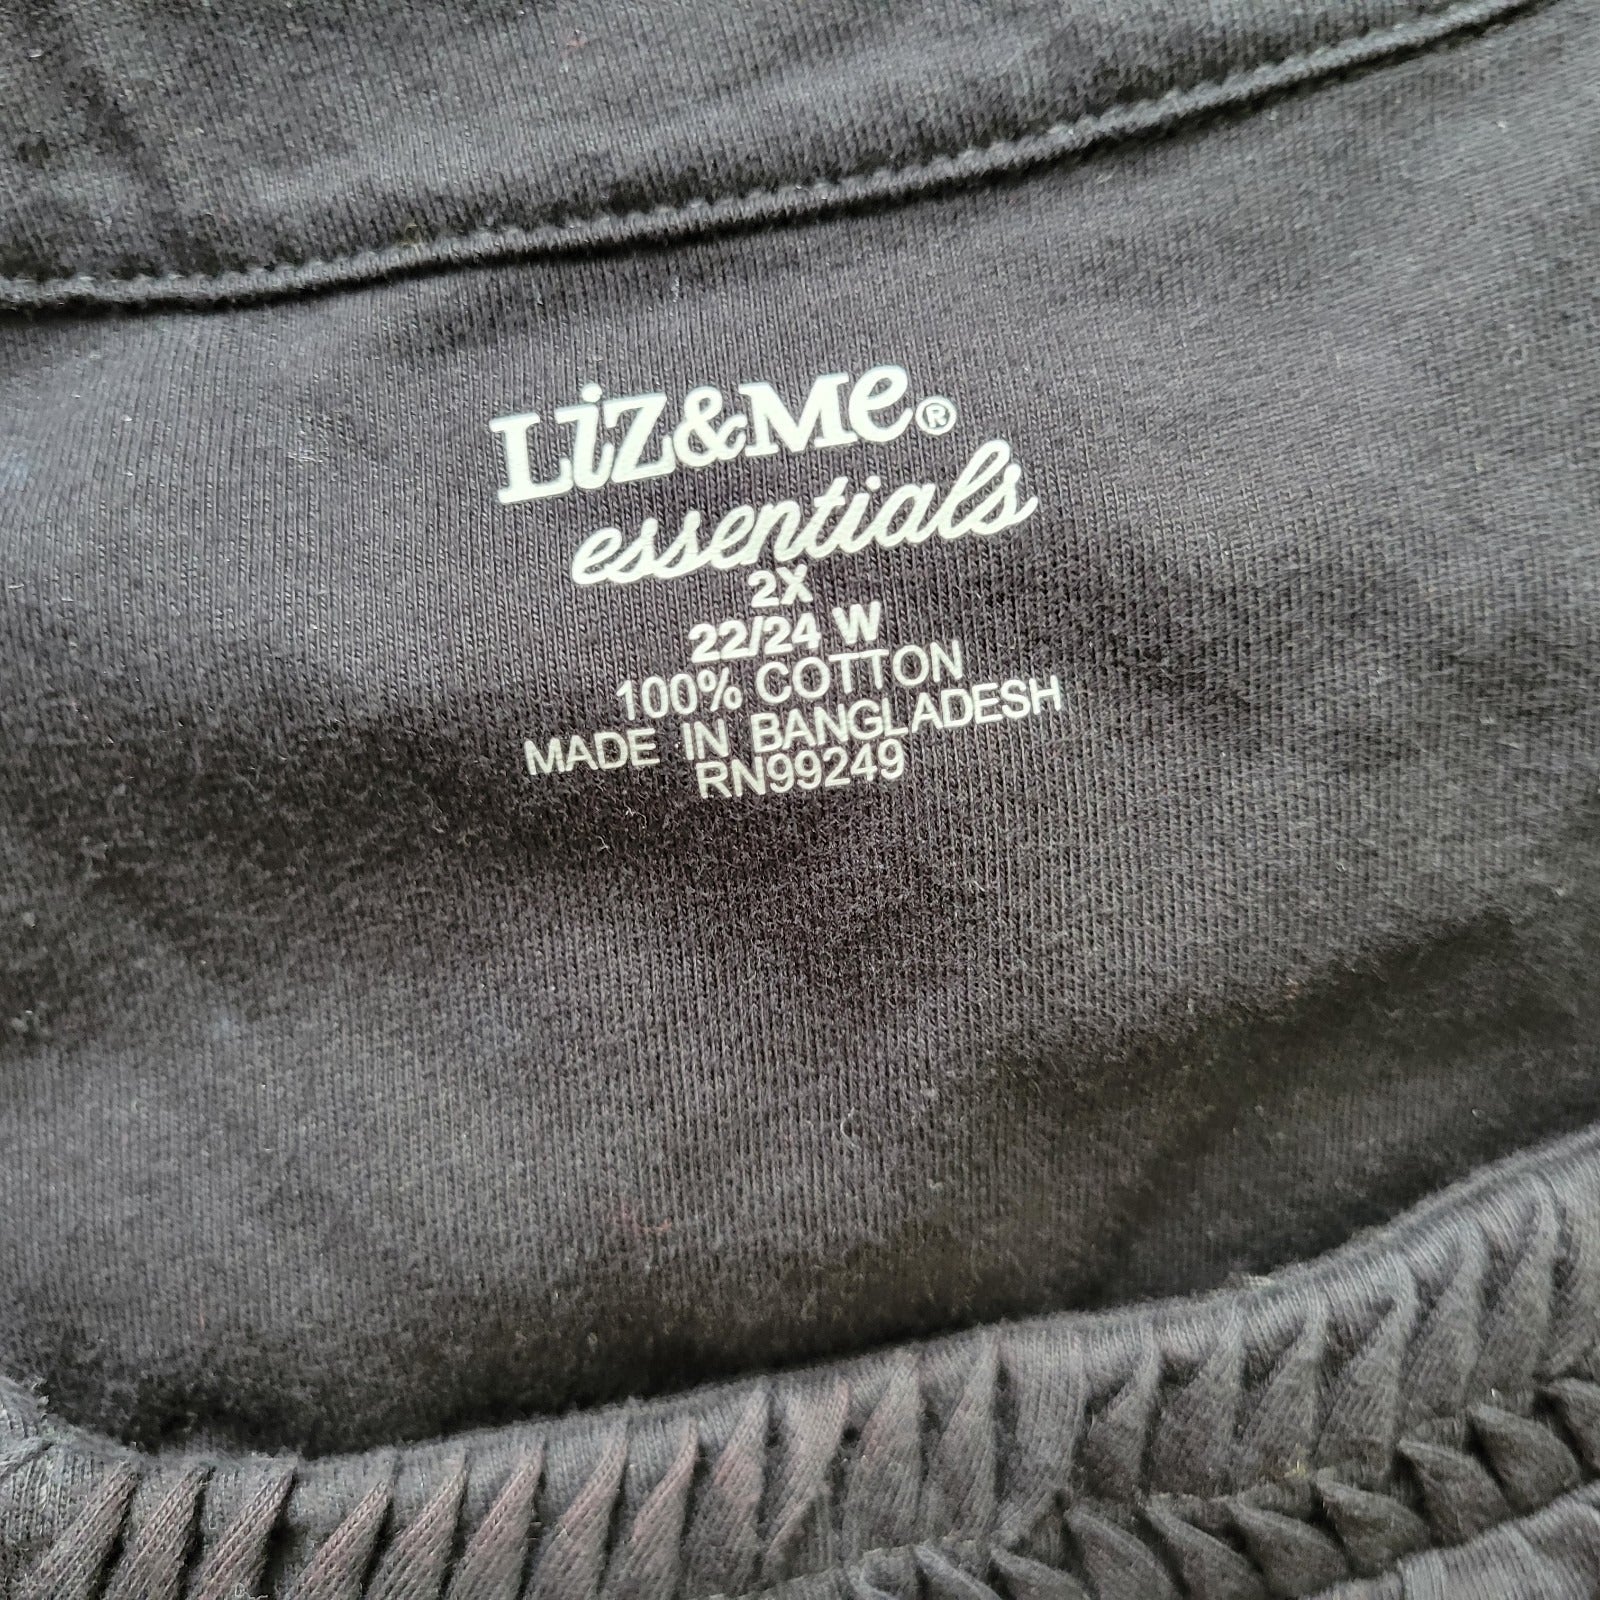 Liz&Me®
essentials
2X
22/24 W
100% COTTON
MADE IN BANGLADESH
RN99249